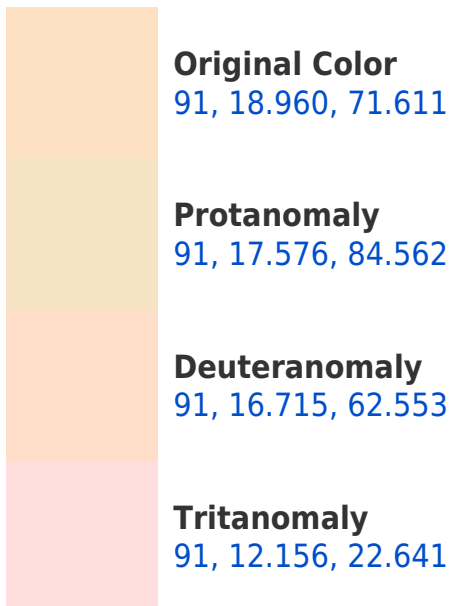 Original Color
91, 18.960, 71.611
Protanomaly
91, 17.576, 84.562
Deuteranomaly
91, 16.715, 62.553
Tritanomaly
91, 12.156, 22.641